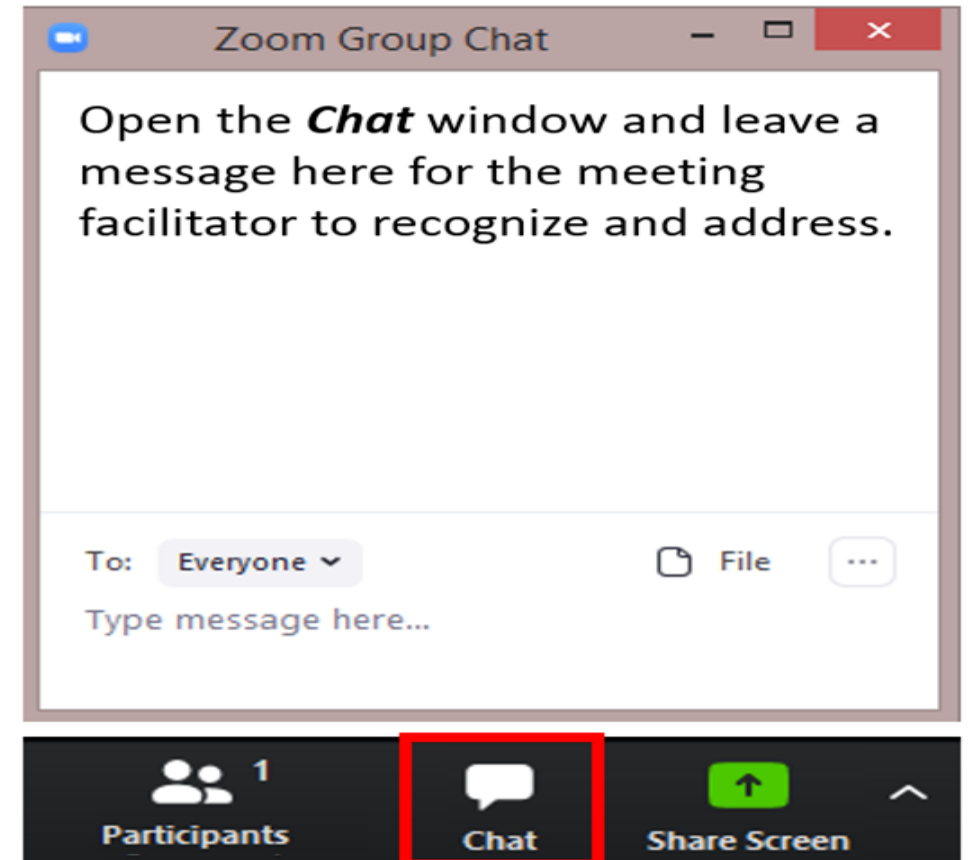 Zoom Group Chat
Open the Chat window and leave a
message here for the meeting
facilitator to recognize and address.
To: Everyone File
Type message here...
1
Participants Chat Share Screen